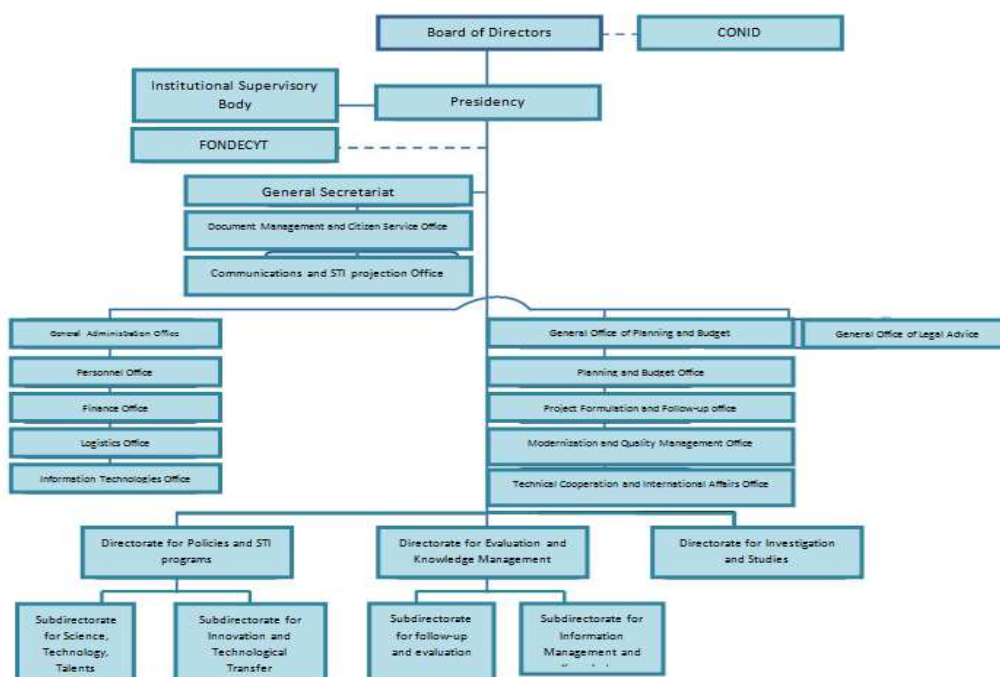 Board of Directors
CONID
Institutional Supervisory
Body
Presidency
FONDECYT
General Secretariat
Document Management and Citizen Service Office
Communications and STI projection Office
General Administration Office
General Office of Planning and Budget
General Office of Legal Advice
Personnel Office
Planning and Budget Office
Finance Office
Project Formulation and Follow-up office
Logistics Office
Modernization and Quality Management Office
Information Technologies Office
Technical Cooperation and International Affairs Office
Directorate for Policies and STI
programs
Directorate for Evaluation and
Knowledge Management
Directorate for Investigation
and Studies
Subdirectorate
for Science,
Technology,
Talents
Subdirectorate for
Innovation and
Technological
Transfer
Subdirectorate
for follow-up
and evaluation
Subdirectorate for
Information
Management and